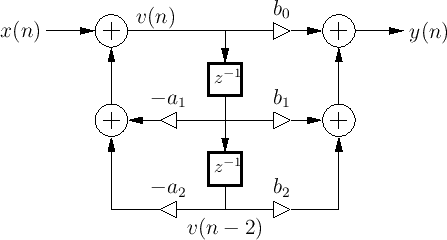 v(n) b₀
x(n) + + y(n)
z⁻¹
−a₁ b₁
+ +
z⁻¹
−a₂ b₂
v(n − 2)